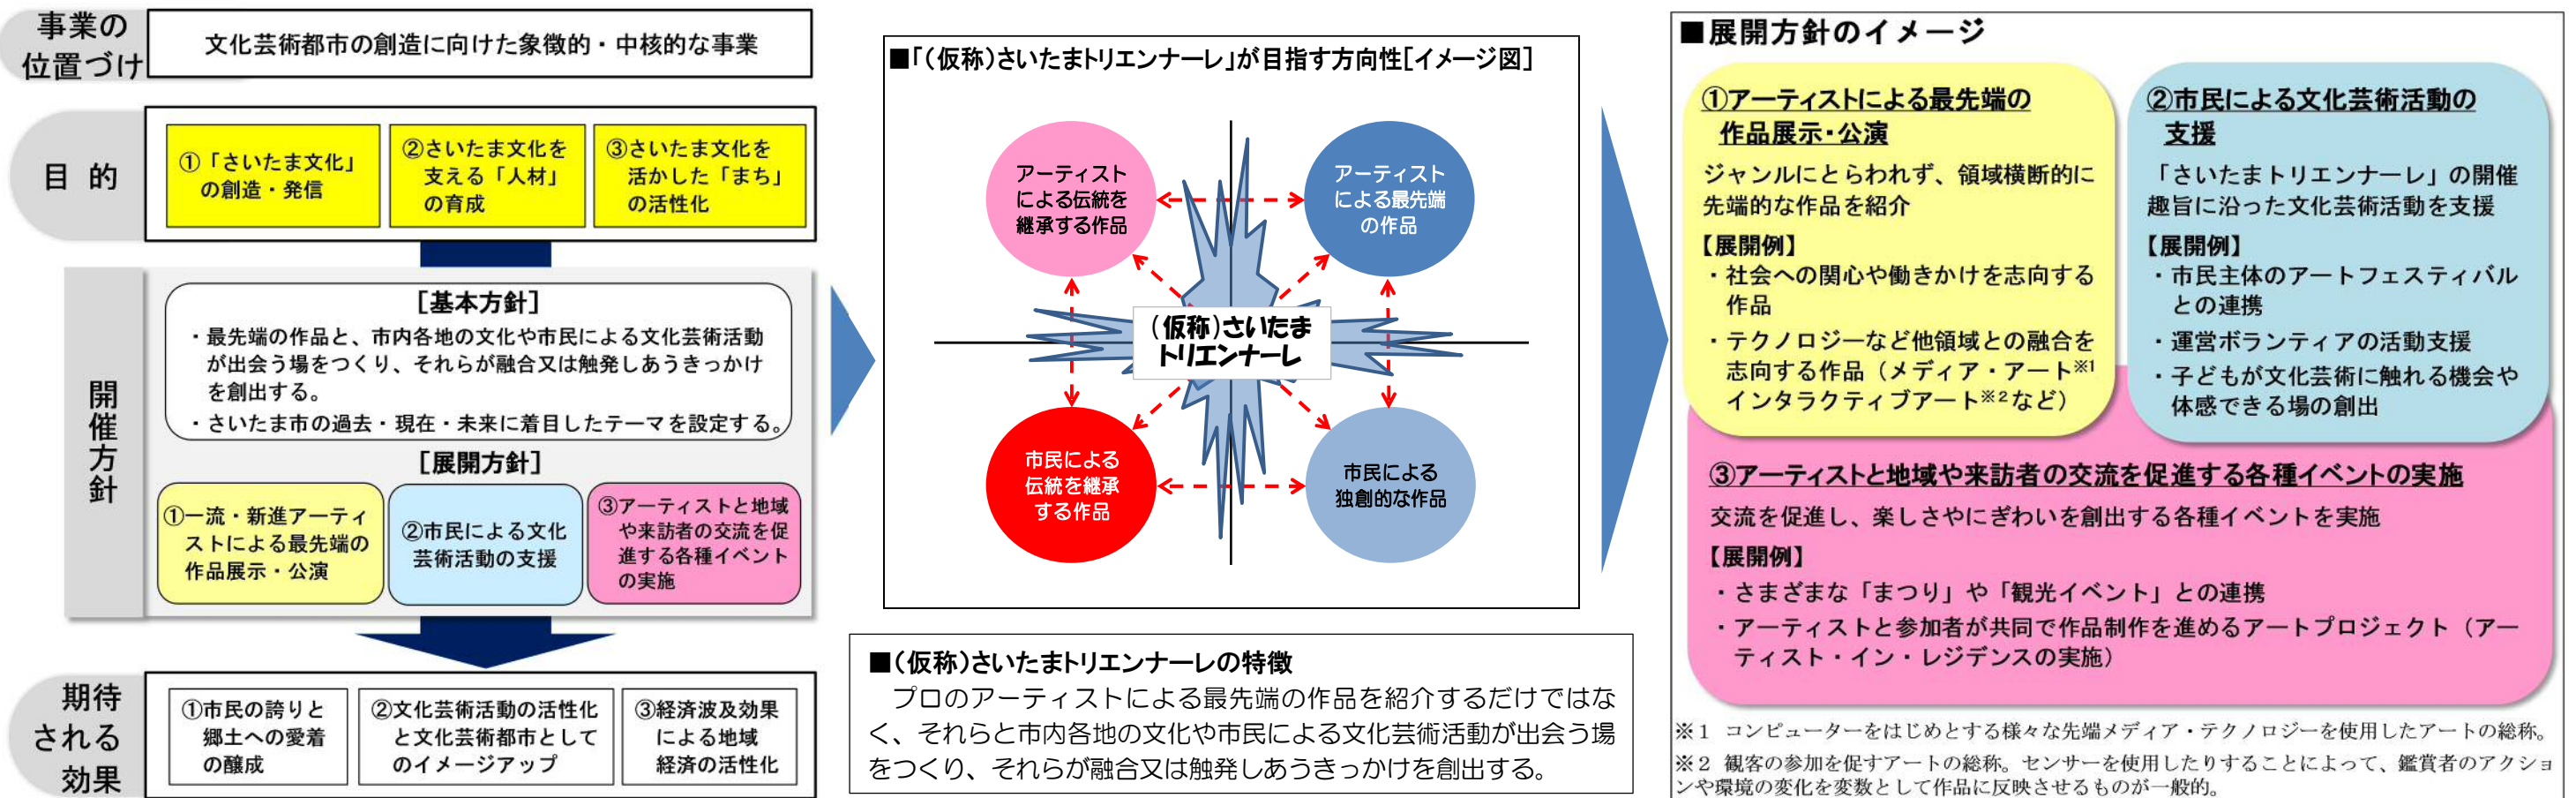 事業の
位置づけ
文化芸術都市の創造に向けた象徴的・中核的な事業
目 的
①「さいたま文化」
の創造・発信
②さいたま文化を
支える「人材」
の育成
③さいたま文化を
活かした「まち」
の活性化
開催方針
[基本方針]
・最先端の作品と、市内各地の文化や市民による文化芸術活動
が出会う場をつくり、それらが融合又は触発しあうきっかけ
を創出する。
・さいたま市の過去・現在・未来に着目したテーマを設定する。
[展開方針]
①一流・新進アーティ
ストによる最先端の
作品展示・公演
②市民による文化
芸術活動の支援
③アーティストと地域
や来訪者の交流を促
進する各種イベント
の実施
期待
される
効果
①市民の誇りと
郷土への愛着
の醸成
②文化芸術活動の活性化
と文化芸術都市として
のイメージアップ
③経済波及効果
による地域
経済の活性化
■「(仮称)さいたまトリエンナーレ」が目指す方向性[イメージ図]
アーティスト
による伝統を
継承する作品
アーティスト
による最先端
の作品
(仮称)さいたま
トリエンナーレ
市民による
伝統を継承
する作品
市民による
独創的な作品
■(仮称)さいたまトリエンナーレの特徴
プロのアーティストによる最先端の作品を紹介するだけではな
く、それらと市内各地の文化や市民による文化芸術活動が出会う場
をつくり、それらが融合又は触発しあうきっかけを創出する。
■展開方針のイメージ
①アーティストによる最先端の
作品展示・公演
ジャンルにとらわれず、領域横断的に
先端的な作品を紹介
【展開例】
・社会への関心や働きかけを志向する
作品
・テクノロジーなど他領域との融合を
志向する作品(メディア・アート※1
インタラクティブアート※2など)
②市民による文化芸術活動の
支援
「さいたまトリエンナーレ」の開催
趣旨に沿った文化芸術活動を支援
【展開例】
・市民主体のアートフェスティバル
との連携
・運営ボランティアの活動支援
・子どもが文化芸術に触れる機会や
体感できる場の創出
③アーティストと地域や来訪者の交流を促進する各種イベントの実施
交流を促進し、楽しさやにぎわいを創出する各種イベントを実施
【展開例】
・さまざまな「まつり」や「観光イベント」との連携
・アーティストと参加者が共同で作品制作を進めるアートプロジェクト(アー
ティスト・イン・レジデンスの実施)
※1 コンピューターをはじめとする様々な先端メディア・テクノロジーを使用したアートの総称。
※2 観客の参加を促すアートの総称。センサーを使用したりすることによって、鑑賞者のアクショ
ンや環境の変化を変数として作品に反映させるものが一般的。